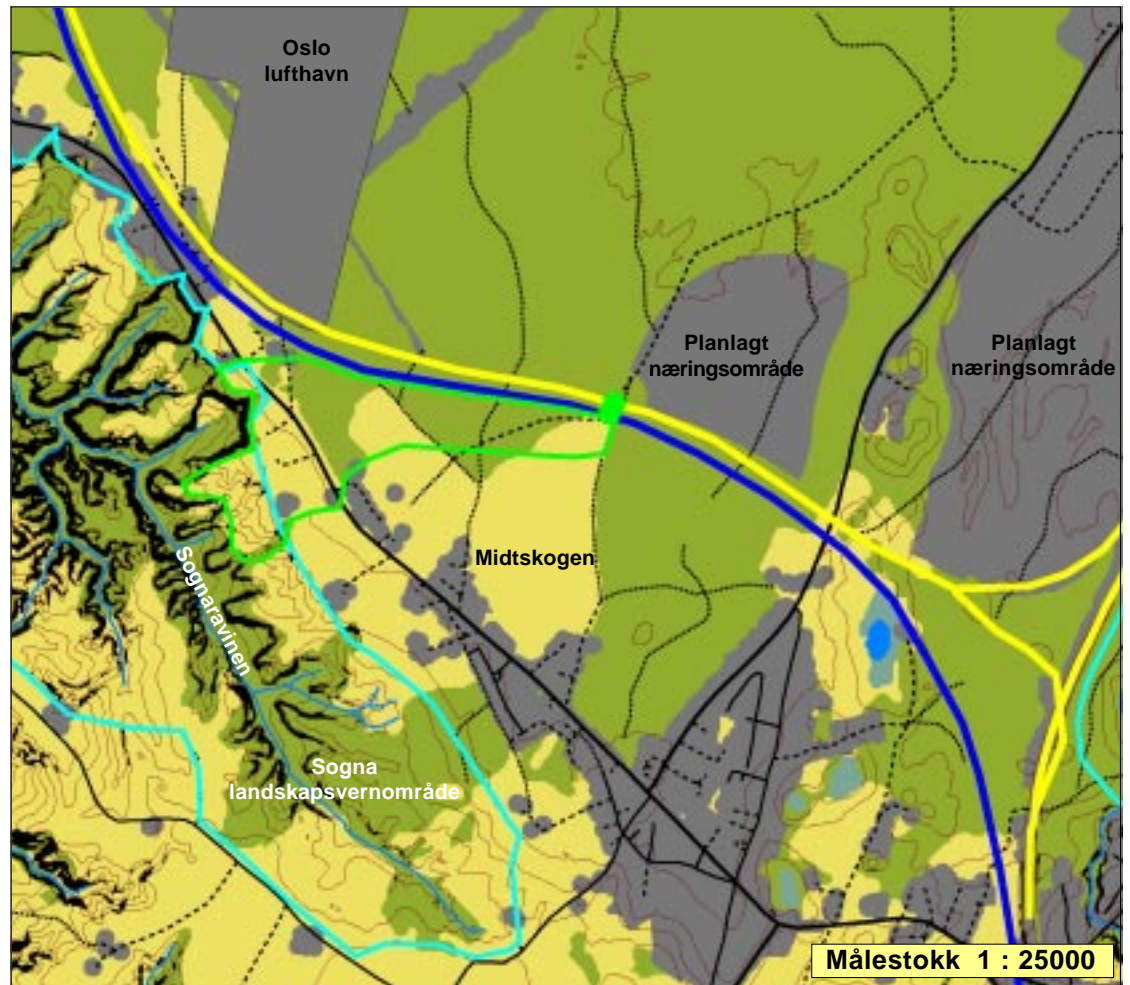 Oslo
lufthavn
Planlagt
næringsområde
Planlagt
næringsområde
Midtskogen
Sognaravinen
Sogna
landskapsvernområde
Målestokk 1 : 25000